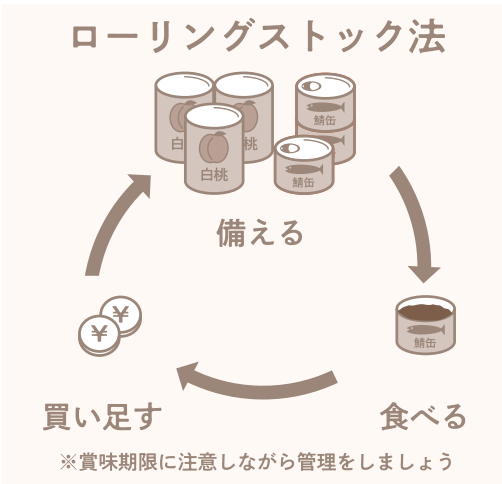 ローリングストック法
白桃
白桃
鯖缶
鯖缶
備える
¥
¥
鯖缶
買い足す
食べる
※賞味期限に注意しながら管理をしましょう